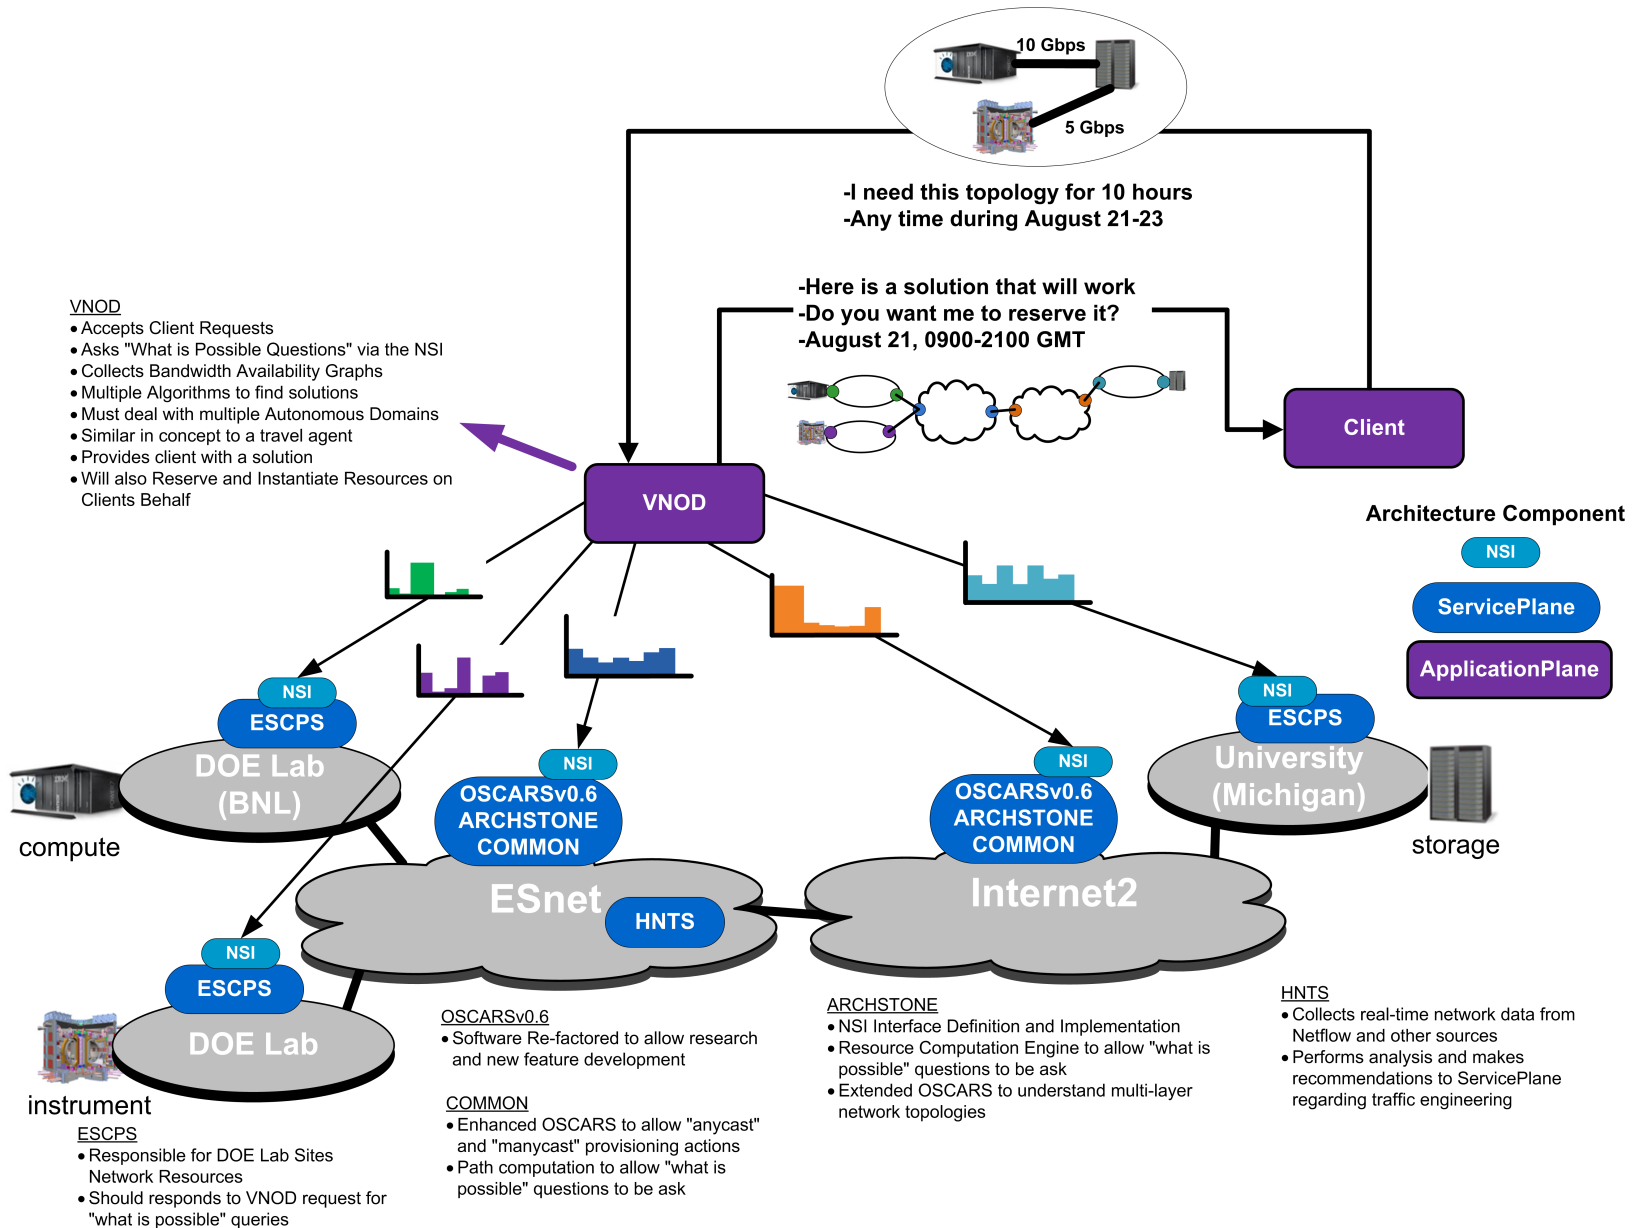 10 Gbps
5 Gbps
-I need this topology for 10 hours
-Any time during August 21-23
-Here is a solution that will work
-Do you want me to reserve it?
-August 21, 0900-2100 GMT
VNOD
•Accepts Client Requests
•Asks "What is Possible Questions" via the NSI
•Collects Bandwidth Availability Graphs
•Multiple Algorithms to find solutions
•Must deal with multiple Autonomous Domains
•Similar in concept to a travel agent
•Provides client with a solution
•Will also Reserve and Instantiate Resources on
Clients Behalf
Client
VNOD
Architecture Component
NSI
ServicePlane
ApplicationPlane
NSI
ESCPS
DOE Lab
(BNL)
compute
NSI
OSCARSv0.6
ARCHSTONE
COMMON
ESnet
HNTS
NSI
OSCARSv0.6
ARCHSTONE
COMMON
Internet2
NSI
ESCPS
University
(Michigan)
storage
NSI
ESCPS
DOE Lab
instrument
ESCPS
•Responsible for DOE Lab Sites
Network Resources
•Should responds to VNOD request for
"what is possible" queries
OSCARSv0.6
•Software Re-factored to allow research
and new feature development
COMMON
•Enhanced OSCARS to allow "anycast"
and "manycast" provisioning actions
•Path computation to allow "what is
possible" questions to be ask
ARCHSTONE
•NSI Interface Definition and Implementation
•Resource Computation Engine to allow "what is
possible" questions to be ask
•Extended OSCARS to understand multi-layer
network topologies
HNTS
•Collects real-time network data from
Netflow and other sources
•Performs analysis and makes
recommendations to ServicePlane
regarding traffic engineering